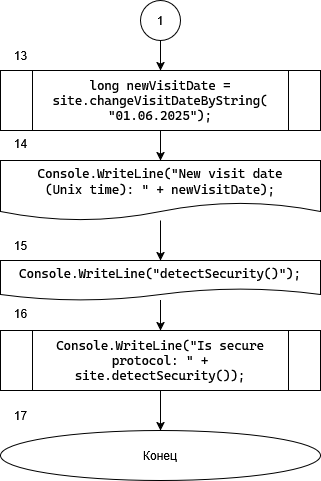 1
13
long newVisitDate =
site.changeVisitDateByString(
"01.06.2025");
14
Console.WriteLine("New visit date
(Unix time): " + newVisitDate);
15
Console.WriteLine("detectSecurity()");
16
Console.WriteLine("Is secure
protocol: " +
site.detectSecurity());
17
Конец